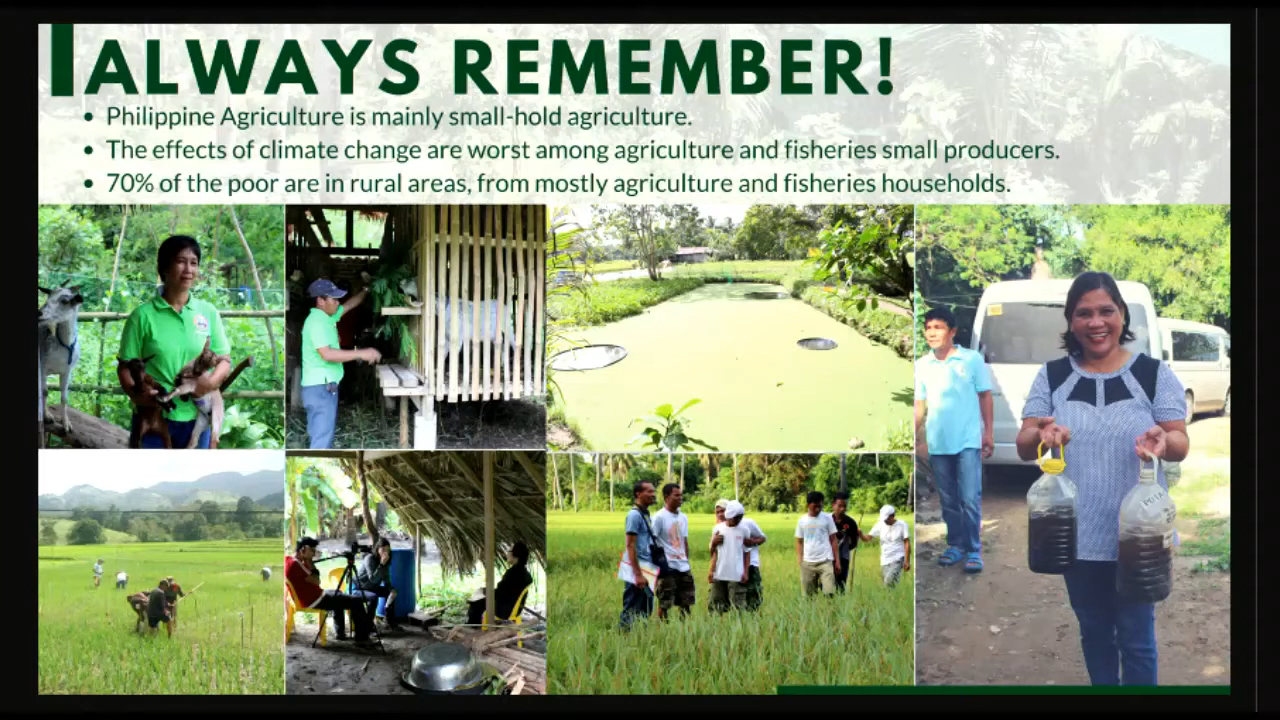 ALWAYS REMEMBER!
• Philippine Agriculture is mainly small-hold agriculture.
• The effects of climate change are worst among agriculture and fisheries small producers.
• 70% of the poor are in rural areas, from mostly agriculture and fisheries households.